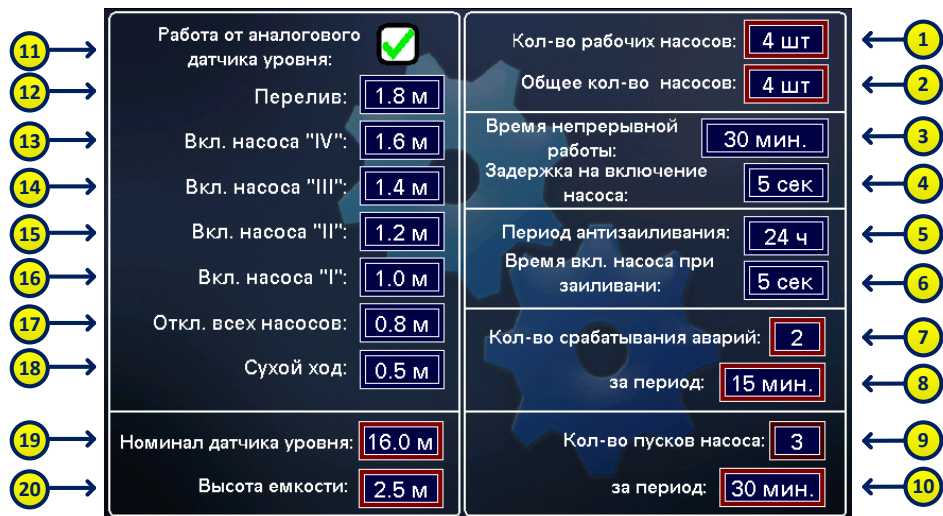 11
Работа от аналогового
датчика уровня:
12
Перелив: 1.8 м
13
Вкл. насоса "IV": 1.6 м
14
Вкл. насоса "III": 1.4 м
15
Вкл. насоса "II": 1.2 м
16
Вкл. насоса "I": 1.0 м
17
Откл. всех насосов: 0.8 м
18
Сухой ход: 0.5 м
19
Номинал датчика уровня: 16.0 м
20
Высота емкости: 2.5 м
Кол-во рабочих насосов: 4 шт
1
Общее кол-во насосов: 4 шт
2
Время непрерывной
работы:
30 мин.
3
Задержка на включение
насоса:
5 сек
4
Период антизаиливания: 24 ч
5
Время вкл. насоса при
заиливани:
5 сек
6
Кол-во срабатывания аварий: 2
7
за период: 15 мин.
8
Кол-во пусков насоса: 3
9
за период: 30 мин.
10